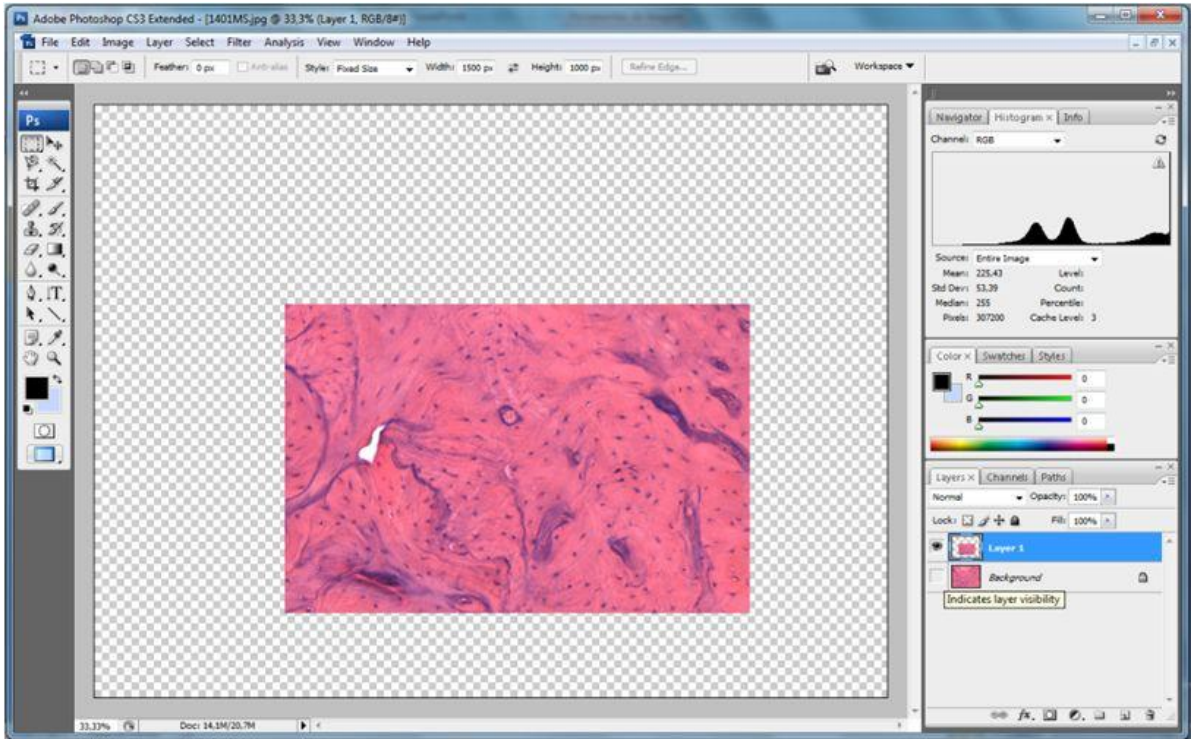 Adobe Photoshop CS3 Extended - [1401MS.jpg @ 33,3% (Layer 1, RGB/8#)]
File Edit Image Layer Select Filter Analysis View Window Help
Feather: 0 px Anti-alias Style: Fixed Size Width: 1500 px Height: 1000 px Refine Edge... Workspace
Ps
Navigator Histogram × Info
Channel: RGB
Source: Entire Image
Mean: 225.43 Level:
Std Dev: 53.39 Count:
Median: 255 Percentile:
Pixels: 307200 Cache Level: 3
Color × Swatches Styles
R 0
G 0
B 0
Layers × Channels Paths
Normal Opacity: 100%
Lock: Fill: 100%
Layer 1
Background
Indicates layer visibility
33.33% Doc: 14,1M/20,7M